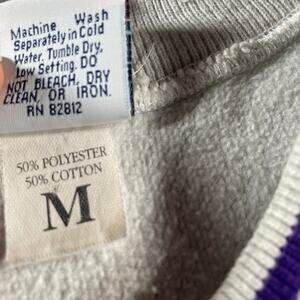 Machine Wash
Separately in Cold
Water, Tumble Dry,
Low Setting. DO
NOT BLEACH, DRY
CLEAN, OR IRON.
RN 82812
50% POLYESTER
50% COTTON
M